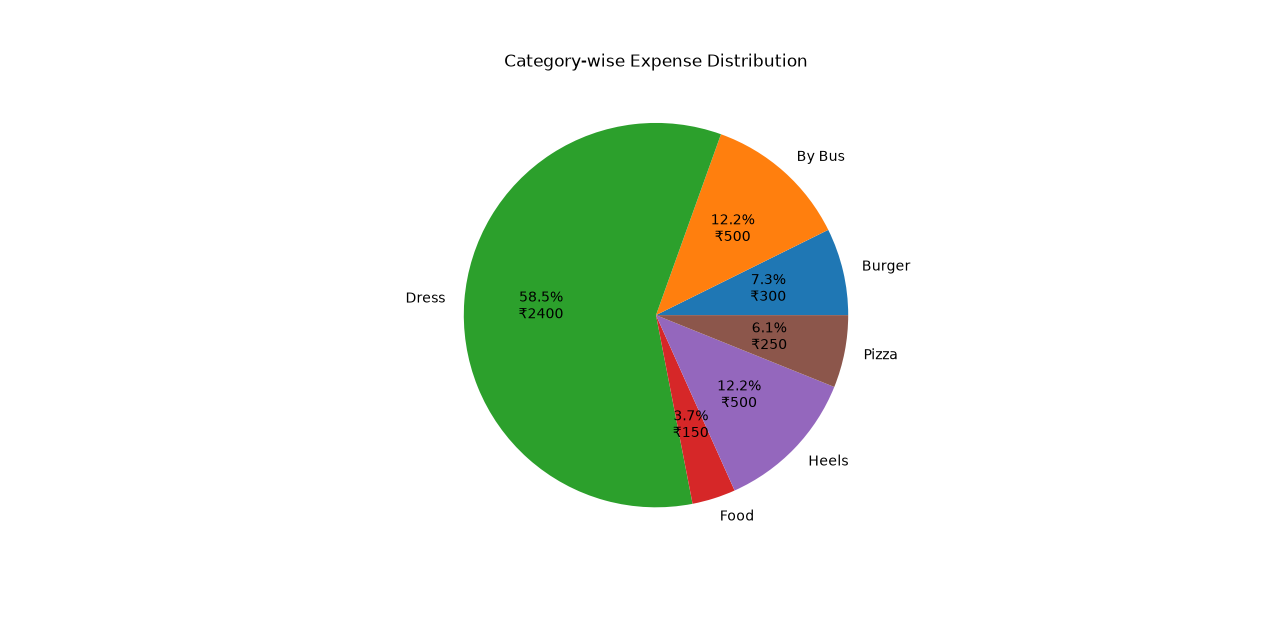 Category-wise Expense Distribution
By Bus
12.2%
₹500
Burger
7.3%
₹300
Dress
58.5%
₹2400
6.1%
₹250
Pizza
12.2%
₹500
Heels
3.7%
₹150
Food